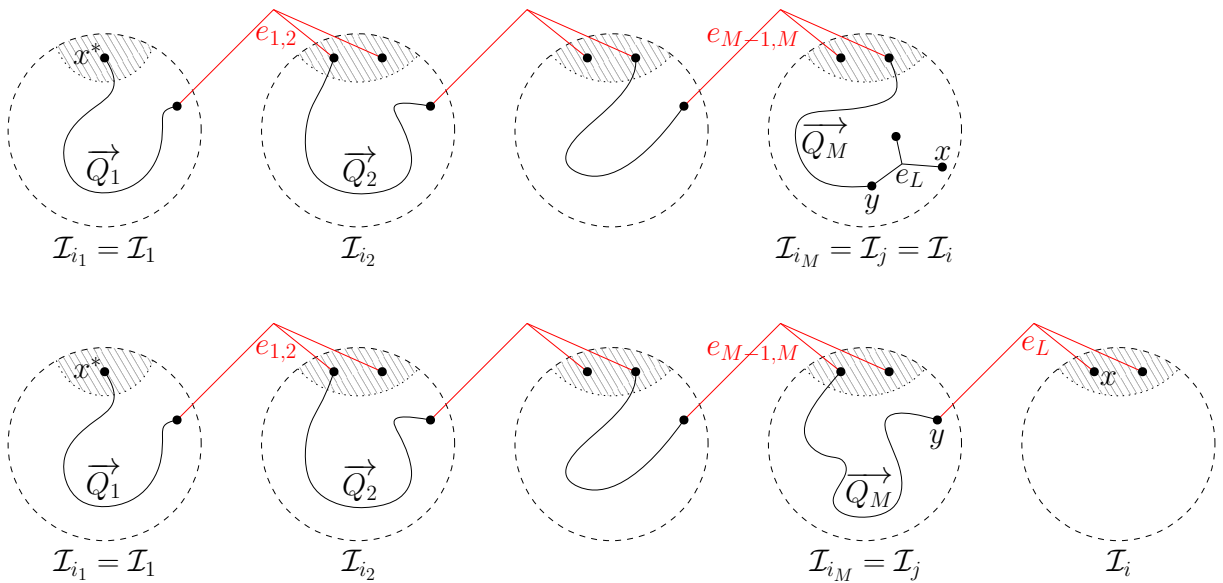 e_{1,2} e_{M-1,M}
x^*
\overrightarrow{Q_1} \overrightarrow{Q_2} \overrightarrow{Q_M} x
e_L
y
\mathcal{I}_{i_1} = \mathcal{I}_1 \mathcal{I}_{i_2} \mathcal{I}_{i_M} = \mathcal{I}_j = \mathcal{I}_i
e_{1,2} e_{M-1,M} e_L
x^* x
y
\overrightarrow{Q_1} \overrightarrow{Q_2} \overrightarrow{Q_M}
\mathcal{I}_{i_1} = \mathcal{I}_1 \mathcal{I}_{i_2} \mathcal{I}_{i_M} = \mathcal{I}_j \mathcal{I}_i